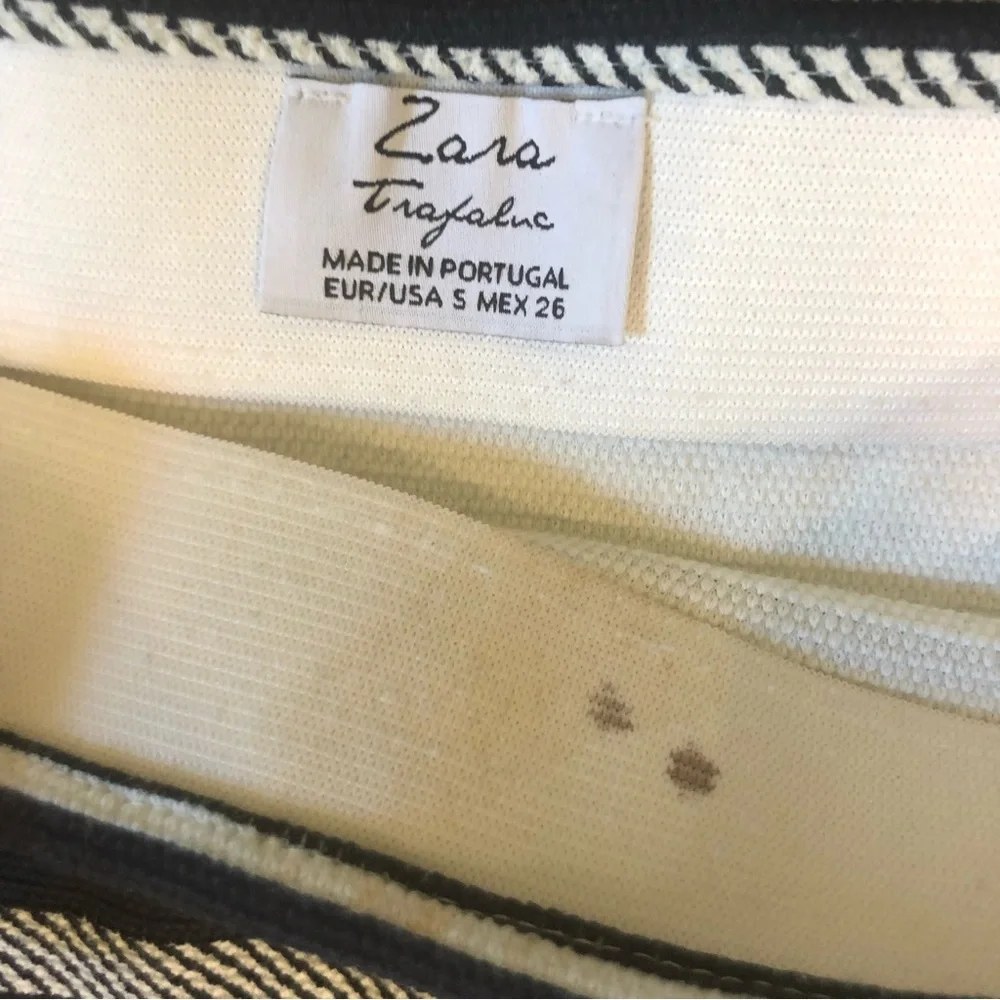 Zara
Trafaluc
MADE IN PORTUGAL
EUR/USA S MEX 26